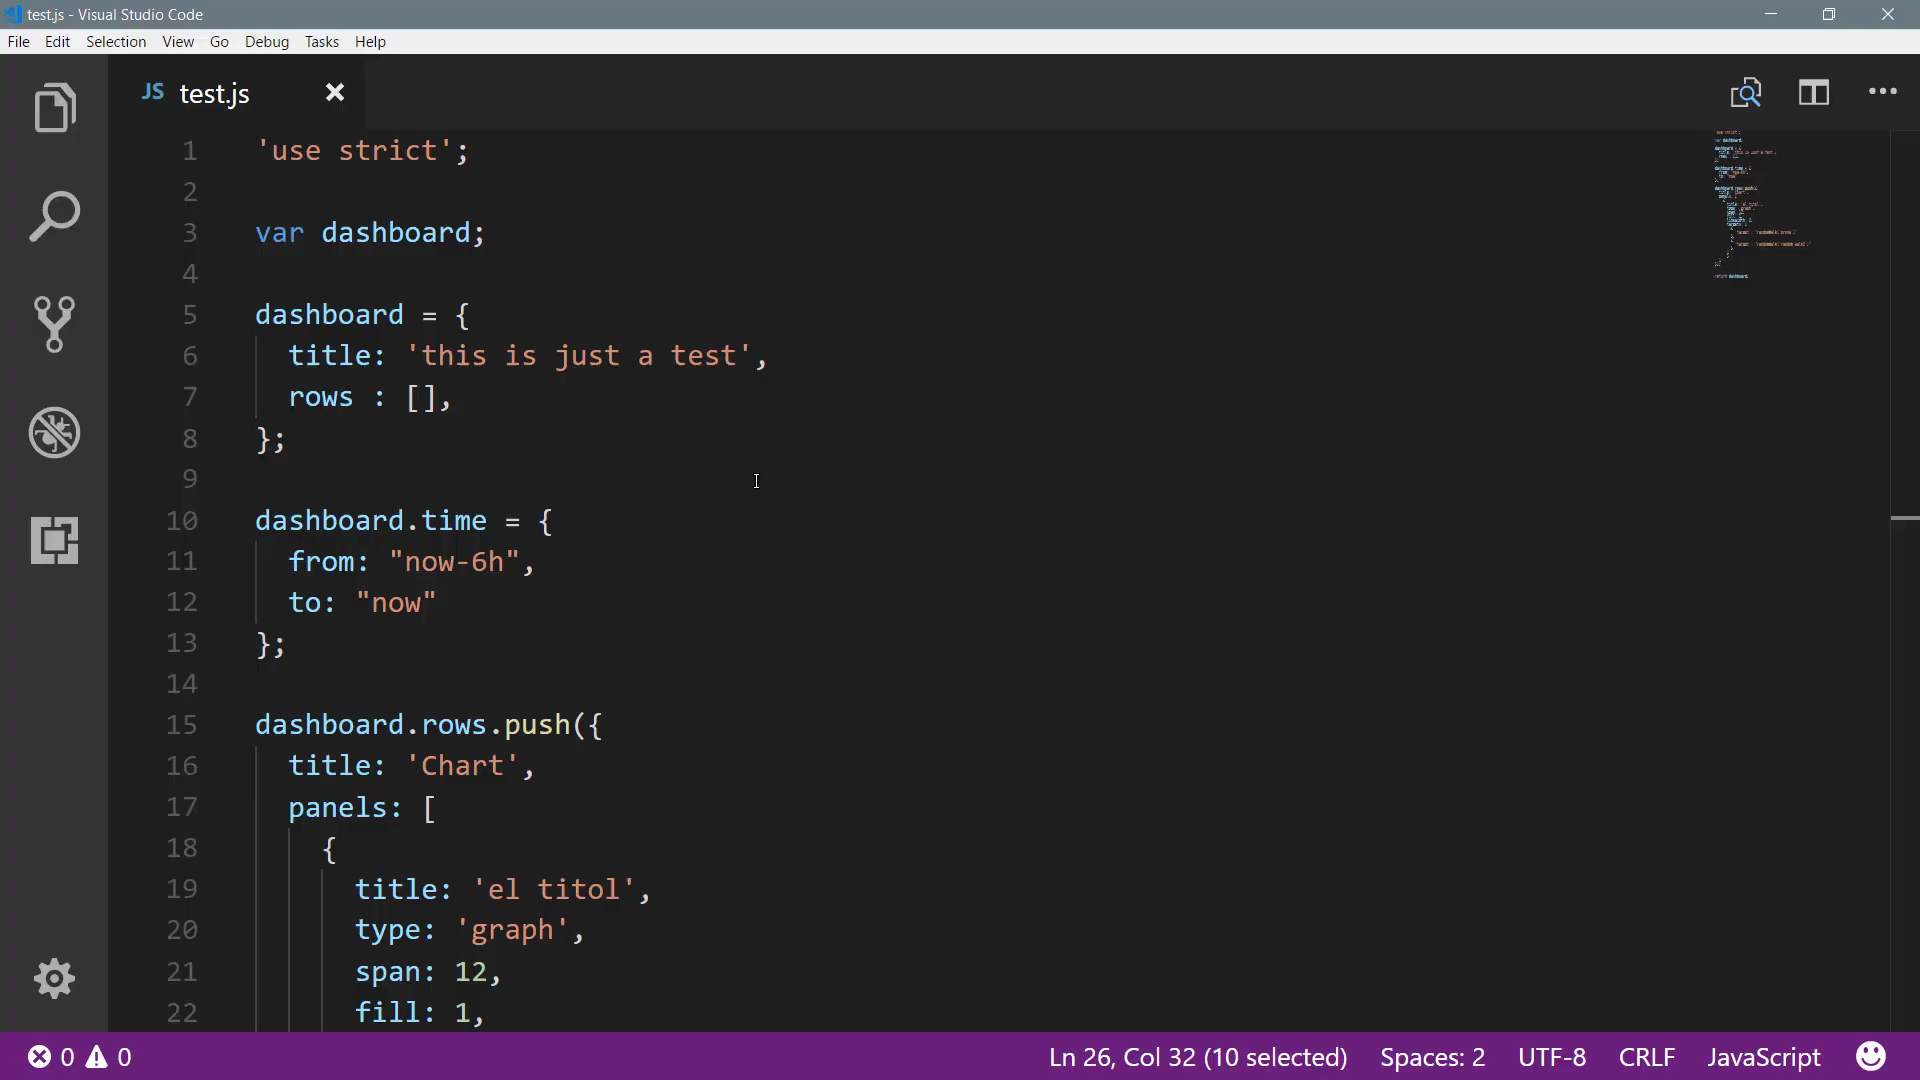 test.js - Visual Studio Code
File Edit Selection View Go Debug Tasks Help
JS test.js
1 'use strict';
2
3 var dashboard;
4
5 dashboard = {
6 title: 'this is just a test',
7 rows : [],
8 };
9
10 dashboard.time = {
11 from: "now-6h",
12 to: "now"
13 };
14
15 dashboard.rows.push({
16 title: 'Chart',
17 panels: [
18 {
19 title: 'el titol',
20 type: 'graph',
21 span: 12,
22 fill: 1,
0 0 Ln 26, Col 32 (10 selected) Spaces: 2 UTF-8 CRLF JavaScript